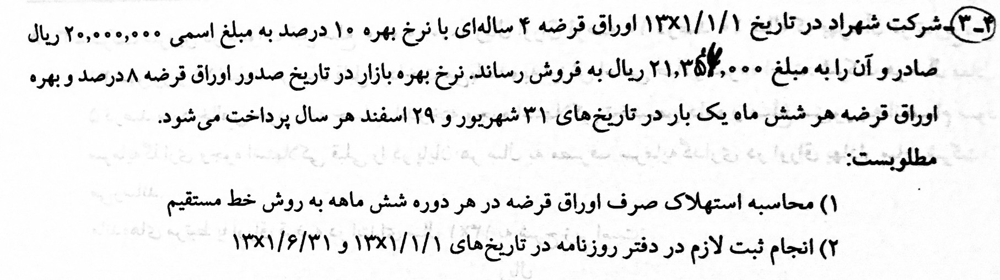 ۴ـ۳ـ شرکت شهراد در تاریخ ۱۳x۱/۱/۱ اوراق قرضه ۴ ساله‌ای با نرخ بهره ۱۰ درصد به مبلغ اسمی ۲۰,۰۰۰,۰۰۰ ریال
صادر و آن را به مبلغ ریال به فروش رساند. نرخ بهره بازار در تاریخ صدور اوراق قرضه ۸ درصد و بهره
اوراق قرضه هر شش ماه یک بار در تاریخ‌های ۳۱ شهریور و ۲۹ اسفند هر سال پرداخت می‌شود.
مطلوبست:
۱) محاسبه استهلاک صرف اوراق قرضه در هر دوره شش ماهه به روش خط مستقیم
۲) انجام ثبت لازم در دفتر روزنامه در تاریخ‌های ۱۳x۱/۱/۱ و ۱۳x۱/۶/۳۱